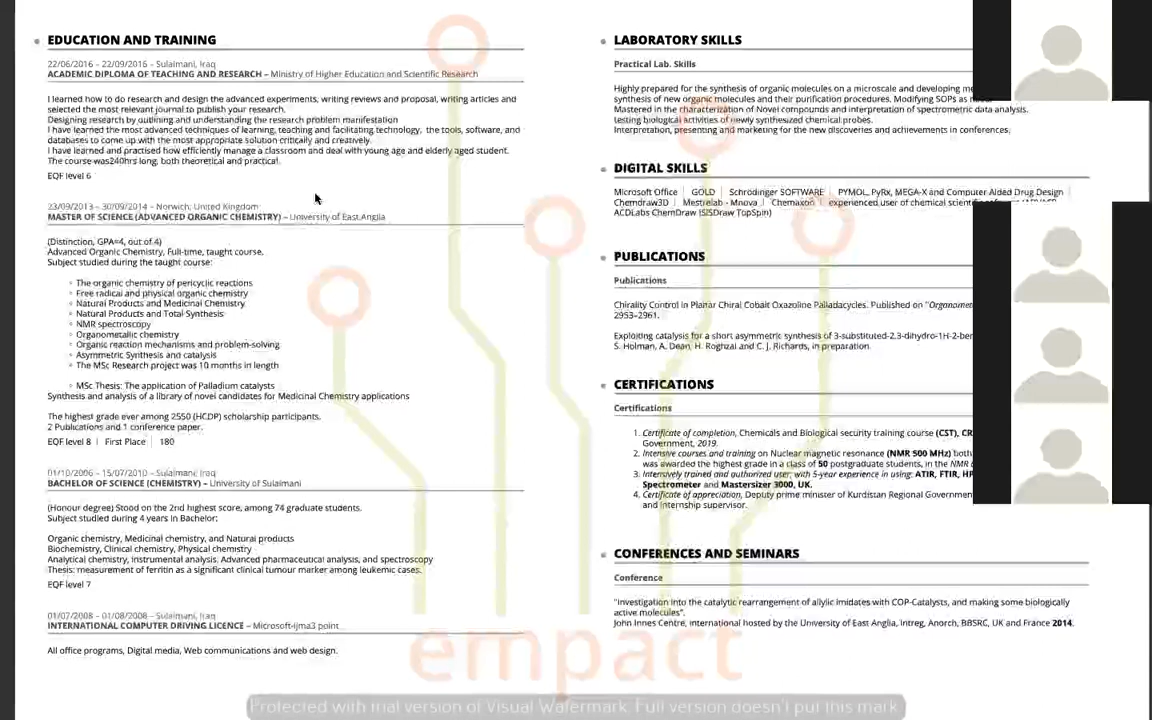 EDUCATION AND TRAINING
22/06/2016 – 22/09/2016 – Sulaimani, Iraq
ACADEMIC DIPLOMA OF TEACHING AND RESEARCH – Ministry of Higher Education and Scientific Research
I learned how to do research and design the advanced experiments, writing reviews and proposal, writing articles and
selected the most relevant journal to publish your research.
Designing research by outlining and understanding the research problem manifestation
I have learned the most advanced techniques of learning, teaching and facilitating technology, the tools, software, and
databases to come up with the most appropriate solution critically and creatively.
I have learned and practised how efficiently manage a classroom and deal with young age and elderly aged student.
The course was240hrs long, both theoretical and practical.
EQF level 6
23/09/2013 – 30/09/2014 – Norwich, United Kingdom
MASTER OF SCIENCE (ADVANCED ORGANIC CHEMISTRY) – University of East Anglia
(Distinction, GPA=4, out of 4)
Advanced Organic Chemistry, Full-time, taught course.
Subject studied during the taught course:
◦ The organic chemistry of pericyclic reactions
◦ Free radical and physical organic chemistry
◦ Natural Products and Medicinal Chemistry
◦ Natural Products and Total Synthesis
◦ NMR spectroscopy
◦ Organometallic chemistry
◦ Organic reaction mechanisms and problem-solving
◦ Asymmetric Synthesis and catalysis
◦ The MSc Research project was 10 months in length
◦ MSc Thesis: The application of Palladium catalysts
Synthesis and analysis of a library of novel candidates for Medicinal Chemistry applications
The highest grade ever among 2550 (HCDP) scholarship participants.
2 Publications and 1 conference paper.
EQF level 8 | First Place | 180
01/10/2006 – 15/07/2010 – Sulaimani, Iraq
BACHELOR OF SCIENCE (CHEMISTRY) – University of Sulaimani
(Honour degree) Stood on the 2nd highest score, among 74 graduate students.
Subject studied during 4 years in Bachelor:
Organic chemistry, Medicinal chemistry, and Natural products
Biochemistry, Clinical chemistry, Physical chemistry
Analytical chemistry, Instrumental analysis, Advanced pharmaceutical analysis, and spectroscopy
Thesis: measurement of ferritin as a significant clinical tumour marker among leukemic cases.
EQF level 7
01/07/2008 – 01/08/2008 – Sulaimani, Iraq
INTERNATIONAL COMPUTER DRIVING LICENCE – Microsoft-Ijma3 point
All office programs, Digital media, Web communications and web design.
LABORATORY SKILLS
Practical Lab. Skills
Highly prepared for the synthesis of organic molecules on a microscale and developing me
synthesis of new organic molecules and their purification procedures. Modifying SOPs as n
Mastered in the Handling of Novel compounds and interpretation of spectrometric data analysis.
testing biological activities of newly synthesized chemical probes.
Interpretation, presenting and marketing for the new discoveries and achievements in conferences.
DIGITAL SKILLS
Microsoft Office | GOLD | Schrödinger SOFTWARE | PYMOL, PyRx, MEGA-X and Computer Aided Drug Design
Chemdraw3D | Mestrelab - Mnova | Chemaxon | experienced user of chemical scientif
ACDLabs ChemDraw (SISDraw TopSpin)
PUBLICATIONS
Publications
Chirality Control in Planar Chiral Cobalt Oxazoline Palladacycles. Published on "Organomet
2953–2961.
Exploiting catalysis for a short asymmetric synthesis of 3-substituted-2,3-dihydro-1H-2-ben
S. Holman, A. Dean, H. Roghzai and C. J. Richards, in preparation.
CERTIFICATIONS
Certifications
1. Certificate of completion, Chemicals and Biological security training course (CST), CR
Government, 2019.
2. Intensive courses and training on Nuclear magnetic resonance (NMR 500 MHz) both
was awarded the highest grade in a class of 50 postgraduate students, in the NMR
3. Intensively trained and authorized user, with 5-year experience in using: ATIR, FTIR, HP
Spectrometer and Mastersizer 3000, UK.
4. Certificate of appreciation, Deputy prime minister of Kurdistan Regional Governmen
and Internship supervisor.
CONFERENCES AND SEMINARS
Conference
"Investigation into the catalytic rearrangement of allylic imidates with COP-Catalysts, and making some biologically
active molecules".
John Innes Centre, international hosted by the University of East Anglia, Intreg, Anorch, BBSRC, UK and France 2014.
empact
Protected with trial version of Visual Watermark. Full version doesn't put this mark.